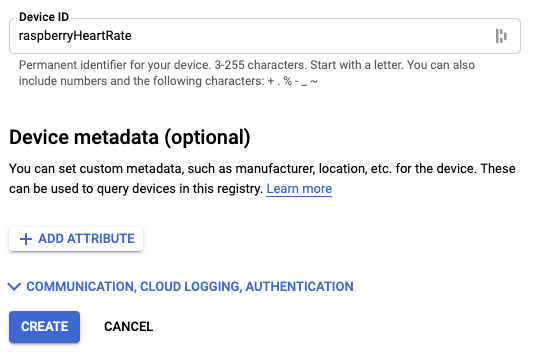 Device ID
raspberryHeartRate
Permanent identifier for your device. 3-255 characters. Start with a letter. You can also
include numbers and the following characters: + . % - _ ~
Device metadata (optional)
You can set custom metadata, such as manufacturer, location, etc. for the device. These
can be used to query devices in this registry. Learn more
+ ADD ATTRIBUTE
COMMUNICATION, CLOUD LOGGING, AUTHENTICATION
CREATE CANCEL